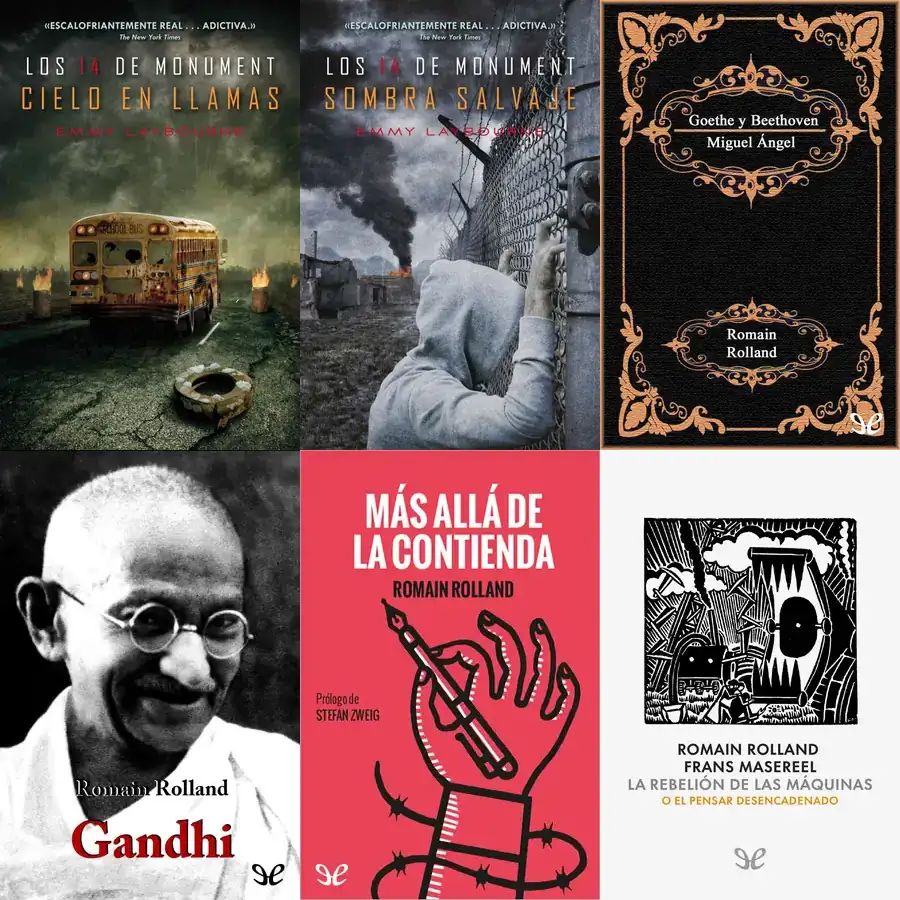 «ESCALOFRIANTEMENTE REAL . . . ADICTIVA.»
The New York Times
LOS 14 DE MONUMENT
CIELO EN LLAMAS
EMMY LAYBOURNE
SCHOOL BUS
«ESCALOFRIANTEMENTE REAL . . . ADICTIVA.»
The New York Times
LOS 14 DE MONUMENT
SOMBRA SALVAJE
EMMY LAYBOURNE
Goethe y Beethoven
Miguel Ángel
Romain
Rolland
Romain Rolland
Gandhi
MÁS ALLÁ DE
LA CONTIENDA
ROMAIN ROLLAND
Prólogo de
STEFAN ZWEIG
ROMAIN ROLLAND
FRANS MASEREEL
LA REBELIÓN DE LAS MÁQUINAS
O EL PENSAR DESENCADENADO